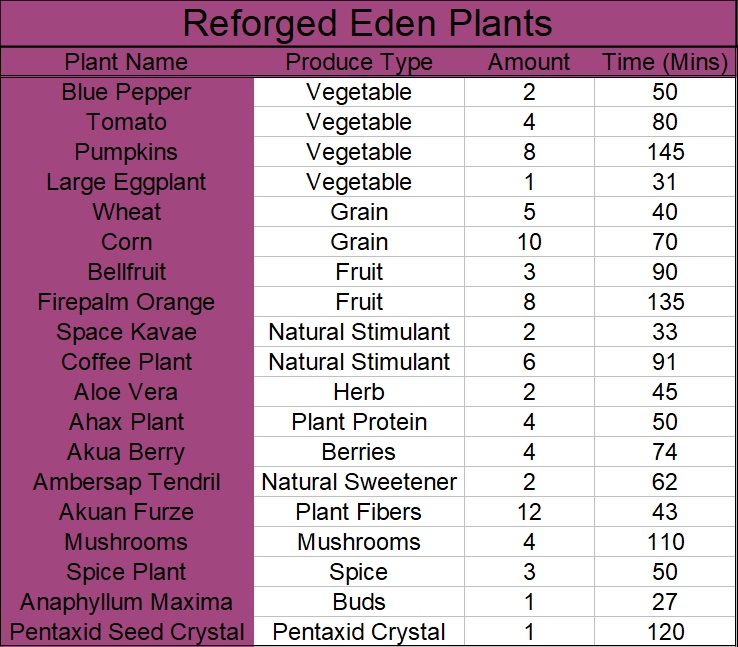 Reforged Eden Plants
Plant Name Produce Type Amount Time (Mins)
Blue Pepper Vegetable 2 50
Tomato Vegetable 4 80
Pumpkins Vegetable 8 145
Large Eggplant Vegetable 1 31
Wheat Grain 5 40
Corn Grain 10 70
Bellfruit Fruit 3 90
Firepalm Orange Fruit 8 135
Space Kavae Natural Stimulant 2 33
Coffee Plant Natural Stimulant 6 91
Aloe Vera Herb 2 45
Ahax Plant Plant Protein 4 50
Akua Berry Berries 4 74
Ambersap Tendril Natural Sweetener 2 62
Akuan Furze Plant Fibers 12 43
Mushrooms Mushrooms 4 110
Spice Plant Spice 3 50
Anaphyllum Maxima Buds 1 27
Pentaxid Seed Crystal Pentaxid Crystal 1 120